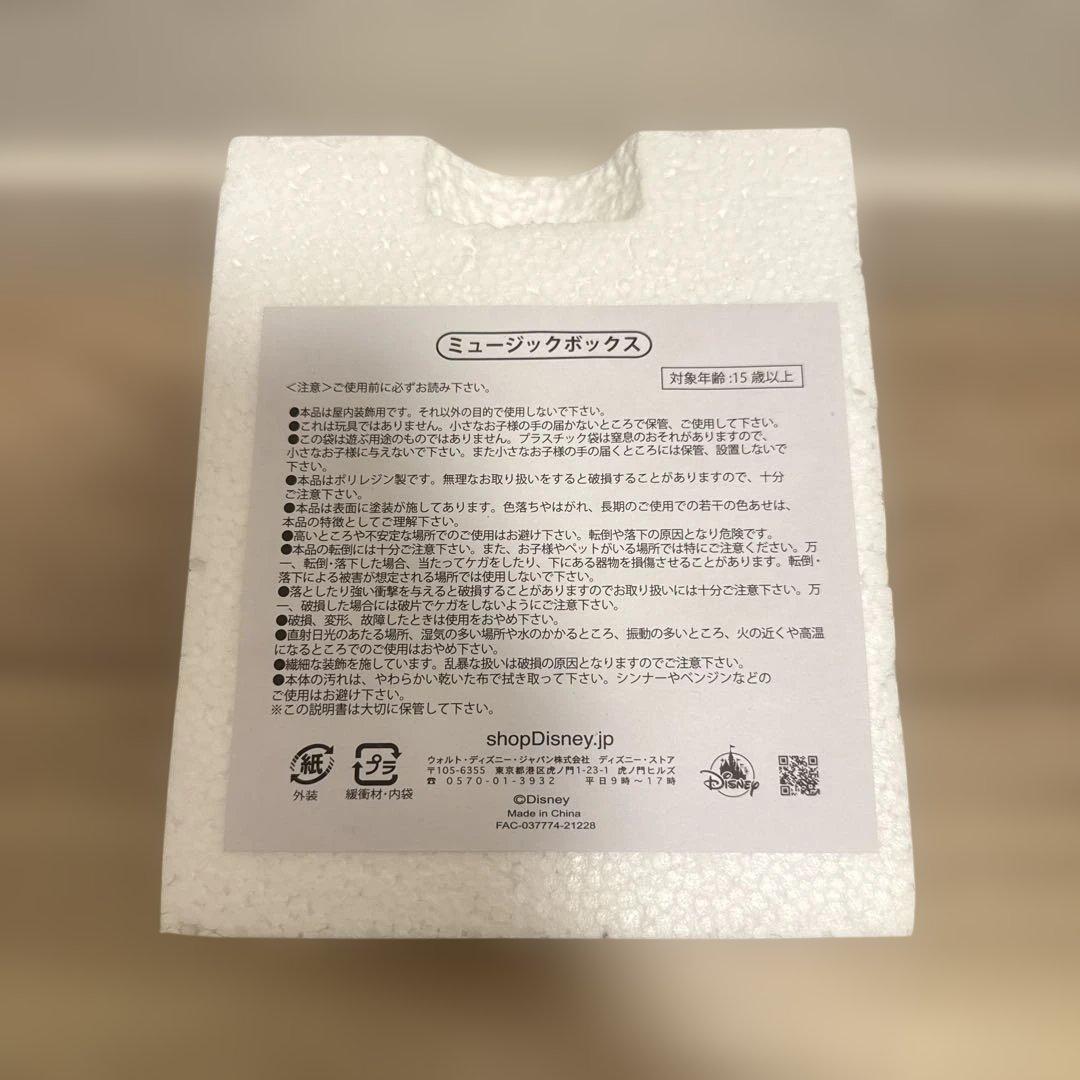 ミュージックボックス
対象年齢:15歳以上
＜注意＞ご使用前に必ずお読み下さい。
●本品は屋内装飾用です。それ以外の目的で使用しないで下さい。
●これは玩具ではありません。小さなお子様の手の届かないところで保管、ご使用して下さい。
●この袋は遊ぶ用途のものではありません。プラスチック袋は窒息のおそれがありますので、
小さなお子様に与えないで下さい。また小さなお子様の手の届くところには保管、設置しないで
下さい。
●本品はポリレジン製です。無理なお取り扱いをすると破損することがありますので、十分
ご注意下さい。
●本品は表面に塗装が施してあります。色落ちやはがれ、長期のご使用での若干の色あせは、
本品の特徴としてご理解下さい。
●高いところや不安定な場所でのご使用はお避け下さい。転倒や落下の原因となり危険です。
●本品の転倒には十分ご注意下さい。また、お子様やペットがいる場所では特にご注意ください。万
一、転倒・落下した場合、当たってケガをしたり、下にある器物を損傷させることがあります。転倒・
落下による被害が想定される場所では使用しないで下さい。
●落としたり強い衝撃を与えると破損することがありますのでお取り扱いには十分ご注意下さい。万
一、破損した場合には破片でケガをしないようにご注意下さい。
●破損、変形、故障したときは使用をおやめ下さい。
●直射日光のあたる場所、湿気の多い場所や水のかかるところ、振動の多いところ、火の近くや高温
になるところでのご使用はおやめ下さい。
●繊細な装飾を施しています。乱暴な扱いは破損の原因となりますのでご注意下さい。
●本体の汚れは、やわらかい乾いた布で拭き取って下さい。シンナーやベンジンなどの
ご使用はお避け下さい。
※この説明書は大切に保管して下さい。
shopDisney.jp
紙
外装
プラ
緩衝材・内袋
ウォルト・ディズニー・ジャパン株式会社 ディズニー・ストア
〒105-6355 東京都港区虎ノ門1-23-1 虎ノ門ヒルズ
☎ 0570-01-3932 平日9時～17時
Disney
©Disney
Made in China
FAC-037774-21228